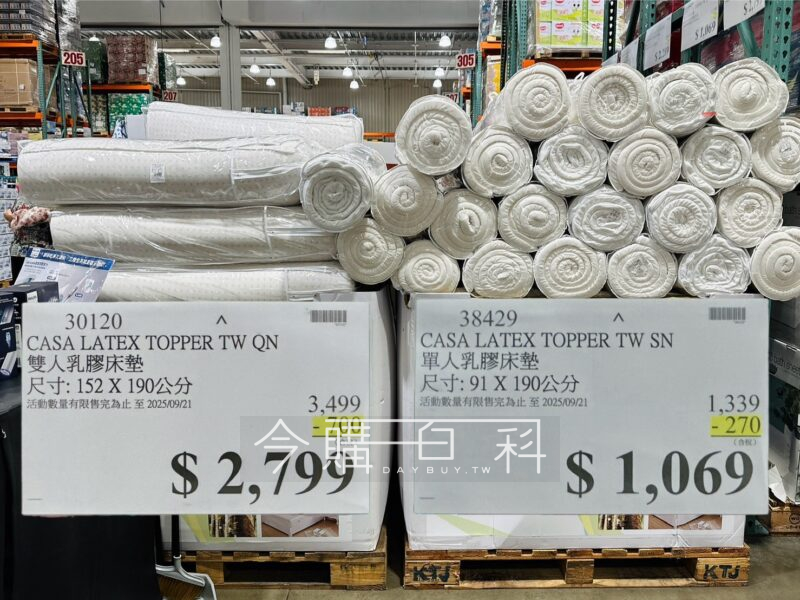 205
207
305
$ 1,069
30120
CASA LATEX TOPPER TW QN
雙人乳膠床墊
尺寸: 152 X 190公分
活動數量有限售完為止 至 2025/09/21
3,499
- 700
$ 2,799
38429
CASA LATEX TOPPER TW SN
單人乳膠床墊
尺寸: 91 X 190公分
活動數量有限售完為止 至 2025/09/21
1,339
- 270
(含稅)
$ 1,069
今購百科
DAYBUY.TW
KTJ
KTJ